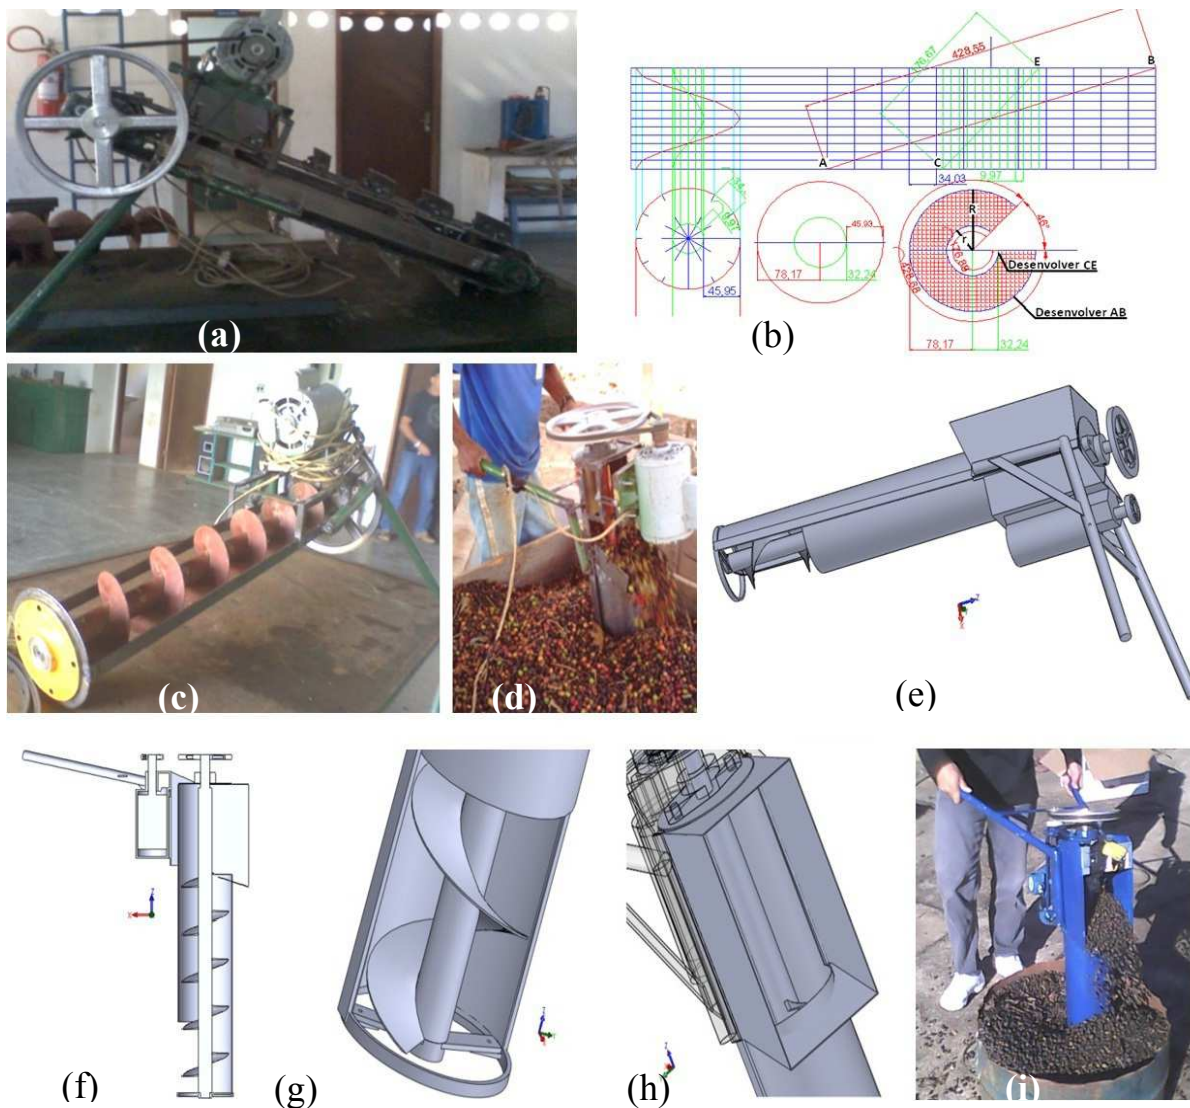 (a)
428,55
76,67
E
B
A
C
34,03
9,97
R
r
46°
45,93
78,17
32,24
45,95
Desenvolver CE
Desenvolver AB
78,17
32,24
(b)
(c)
(d)
(e)
(f)
(g)
(h)
(i)